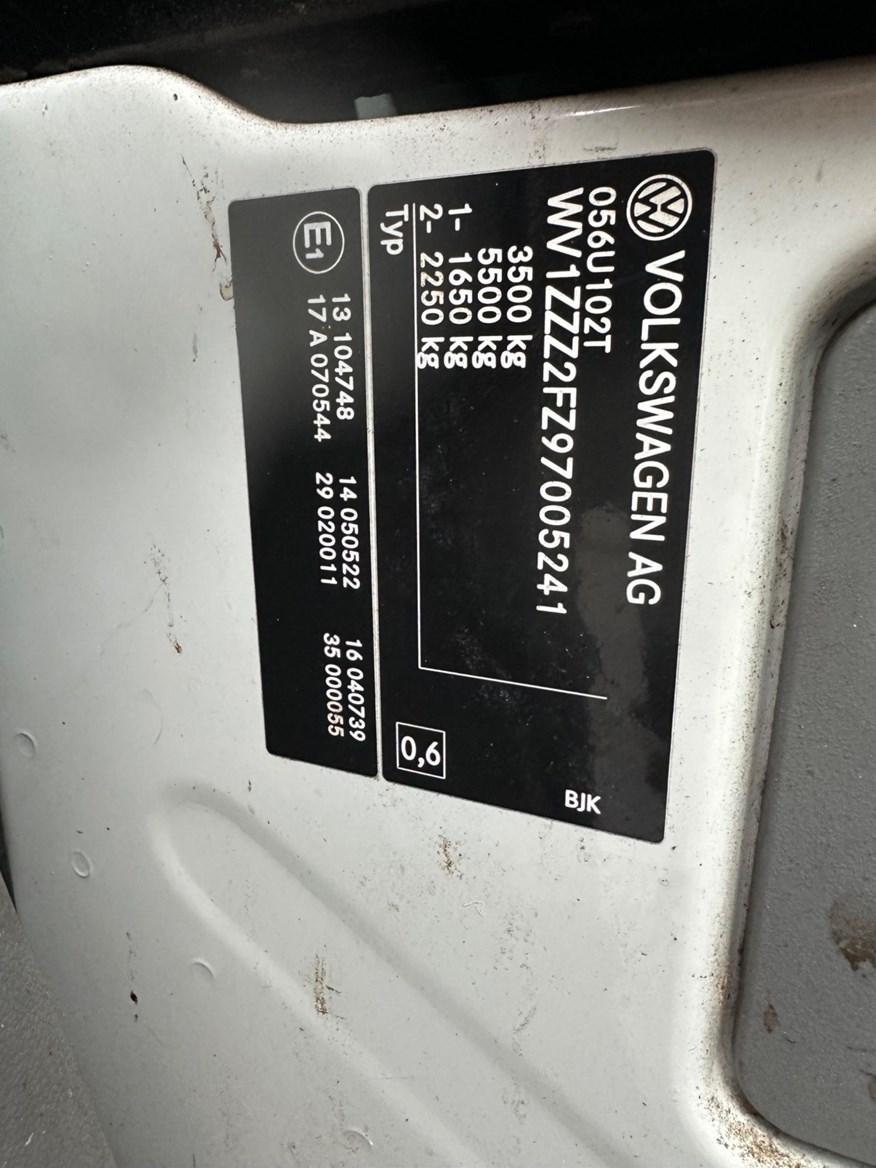 VOLKSWAGEN AG
056U102T
WV1ZZZ2FZ97005241
3500 kg
5500 kg
1- 1650 kg
2- 2250 kg
Typ
BJK
0,6
E1
13 104748 14 050522 16 040739
17 A 070544 29 020011 35 000055